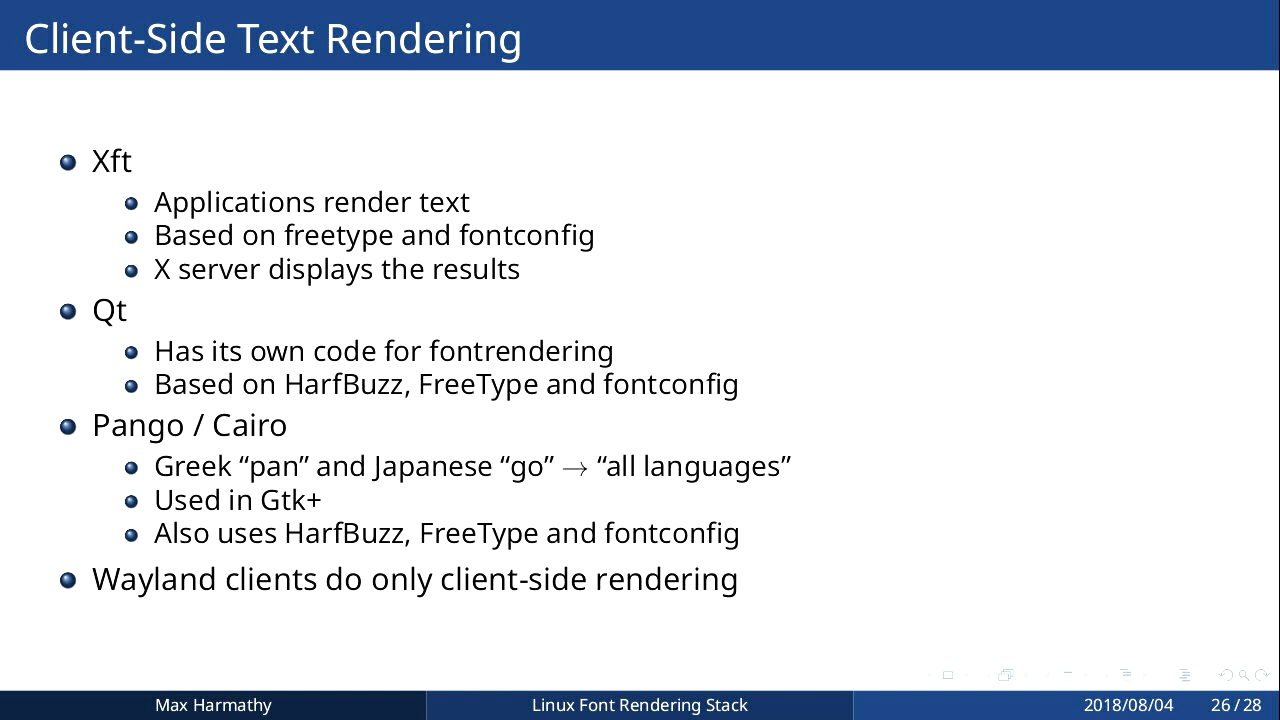 Client-Side Text Rendering
Xft
Applications render text
Based on freetype and fontconfig
X server displays the results
Qt
Has its own code for fontrendering
Based on HarfBuzz, FreeType and fontconfig
Pango / Cairo
Greek “pan” and Japanese “go” → “all languages”
Used in Gtk+
Also uses HarfBuzz, FreeType and fontconfig
Wayland clients do only client-side rendering
Max Harmathy Linux Font Rendering Stack 2018/08/04 26 / 28